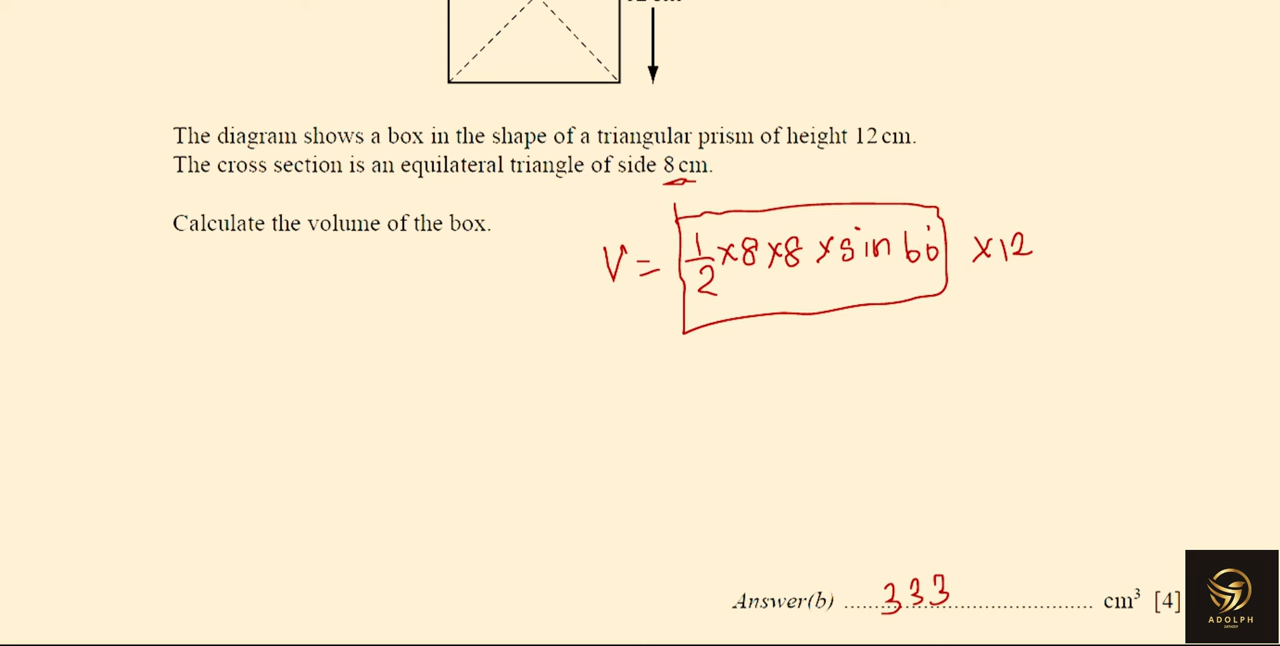 The diagram shows a box in the shape of a triangular prism of height 12 cm.
The cross section is an equilateral triangle of side 8 cm.
Calculate the volume of the box.
V = 1/2 × 8 × 8 × sin 60 × 12
Answer(b) ....333.... cm³ [4]
ADOLPH